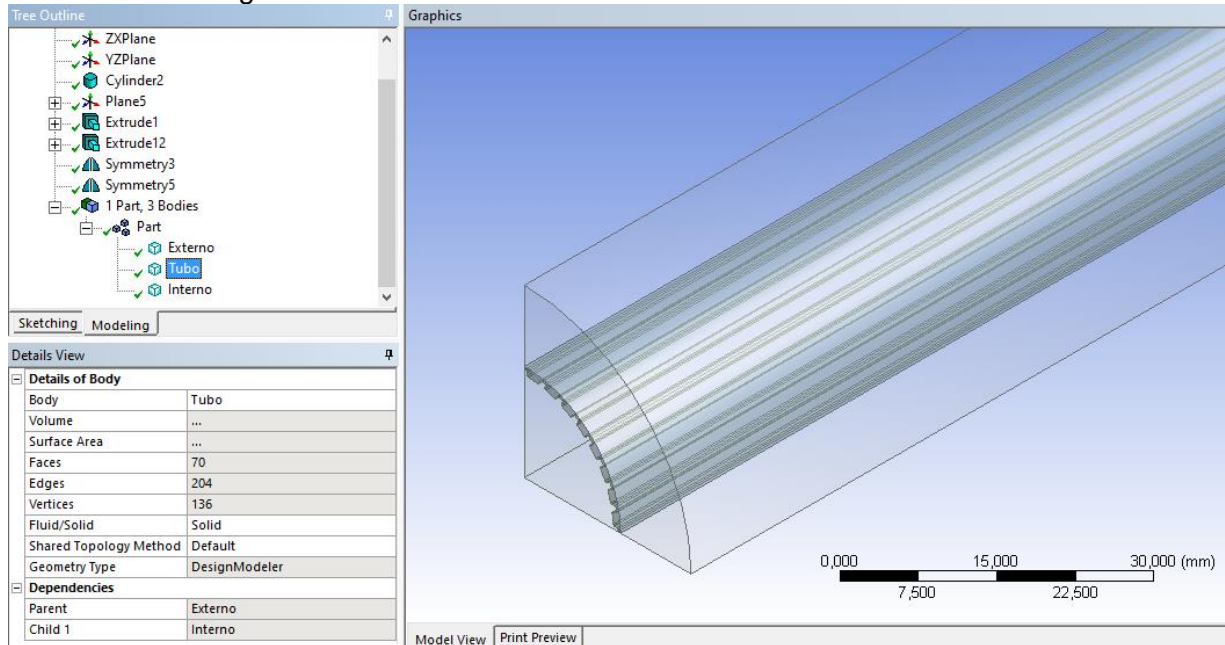 Tree Outline
ZXPlane
YZPlane
Cylinder2
Plane5
Extrude1
Extrude12
Symmetry3
Symmetry5
1 Part, 3 Bodies
Part
Externo
Tubo
Interno
Sketching Modeling
Details View
Details of Body
Body Tubo
Volume ...
Surface Area ...
Faces 70
Edges 204
Vertices 136
Fluid/Solid Solid
Shared Topology Method Default
Geometry Type DesignModeler
Dependencies
Parent Externo
Child 1 Interno
Graphics
0,000 15,000 30,000 (mm)
7,500 22,500
Model View Print Preview